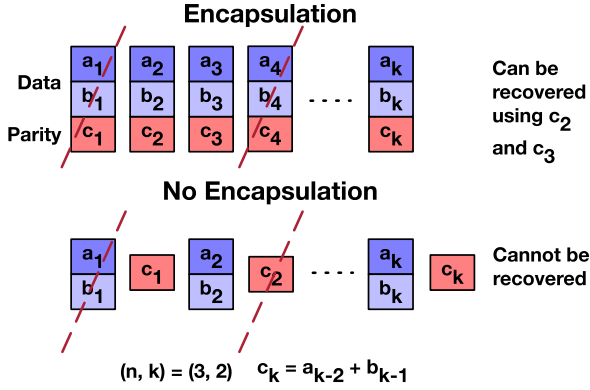 Encapsulation
Data
a1 a2 a3 a4 ak
b1 b2 b3 b4 .... bk
Parity
c1 c2 c3 c4 ck
Can be
recovered
using c2
and c3
No Encapsulation
a1 a2 ak
b1 c1 b2 c2 .... bk ck
Cannot be
recovered
(n, k) = (3, 2) ck = ak-2 + bk-1